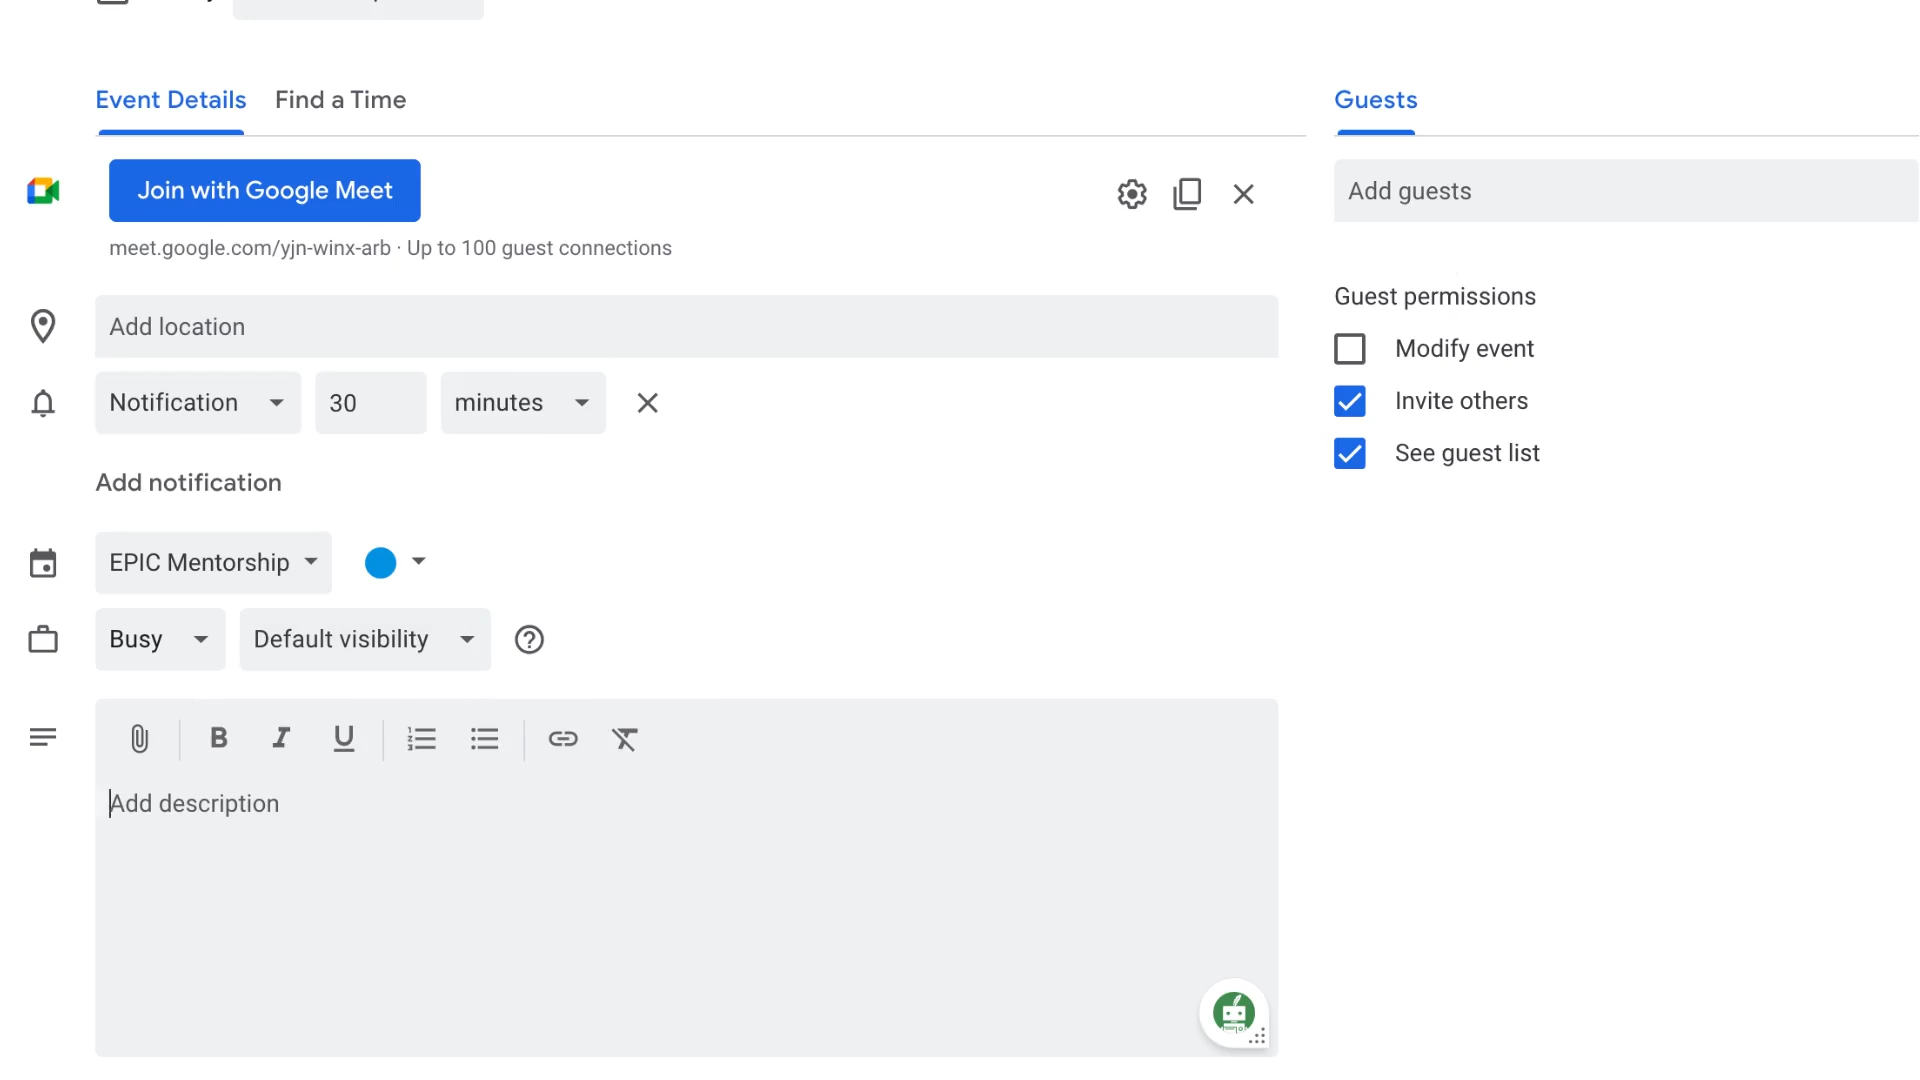 Event Details Find a Time
Guests
Join with Google Meet
meet.google.com/yjn-winx-arb · Up to 100 guest connections
Add guests
Add location
Guest permissions
Modify event
Invite others
See guest list
Notification 30 minutes
Add notification
EPIC Mentorship
Busy Default visibility
B I U
Add description